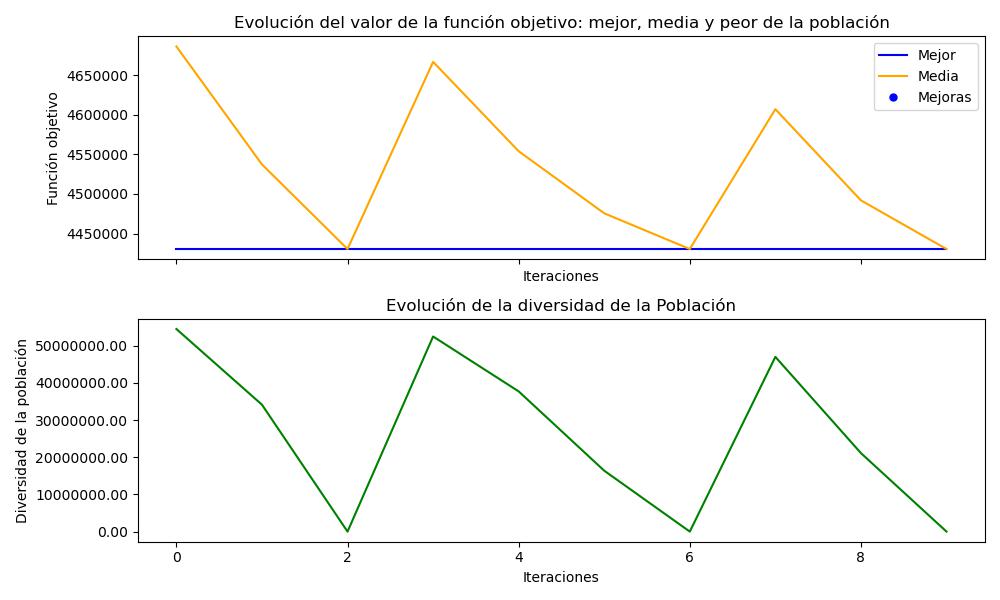 Evolución del valor de la función objetivo: mejor, media y peor de la población
Función objetivo
4650000
4600000
4550000
4500000
4450000
Mejor
Media
Mejoras
Iteraciones
Evolución de la diversidad de la Población
Diversidad de la población
50000000.00
40000000.00
30000000.00
20000000.00
10000000.00
0.00
0 2 4 6 8
Iteraciones